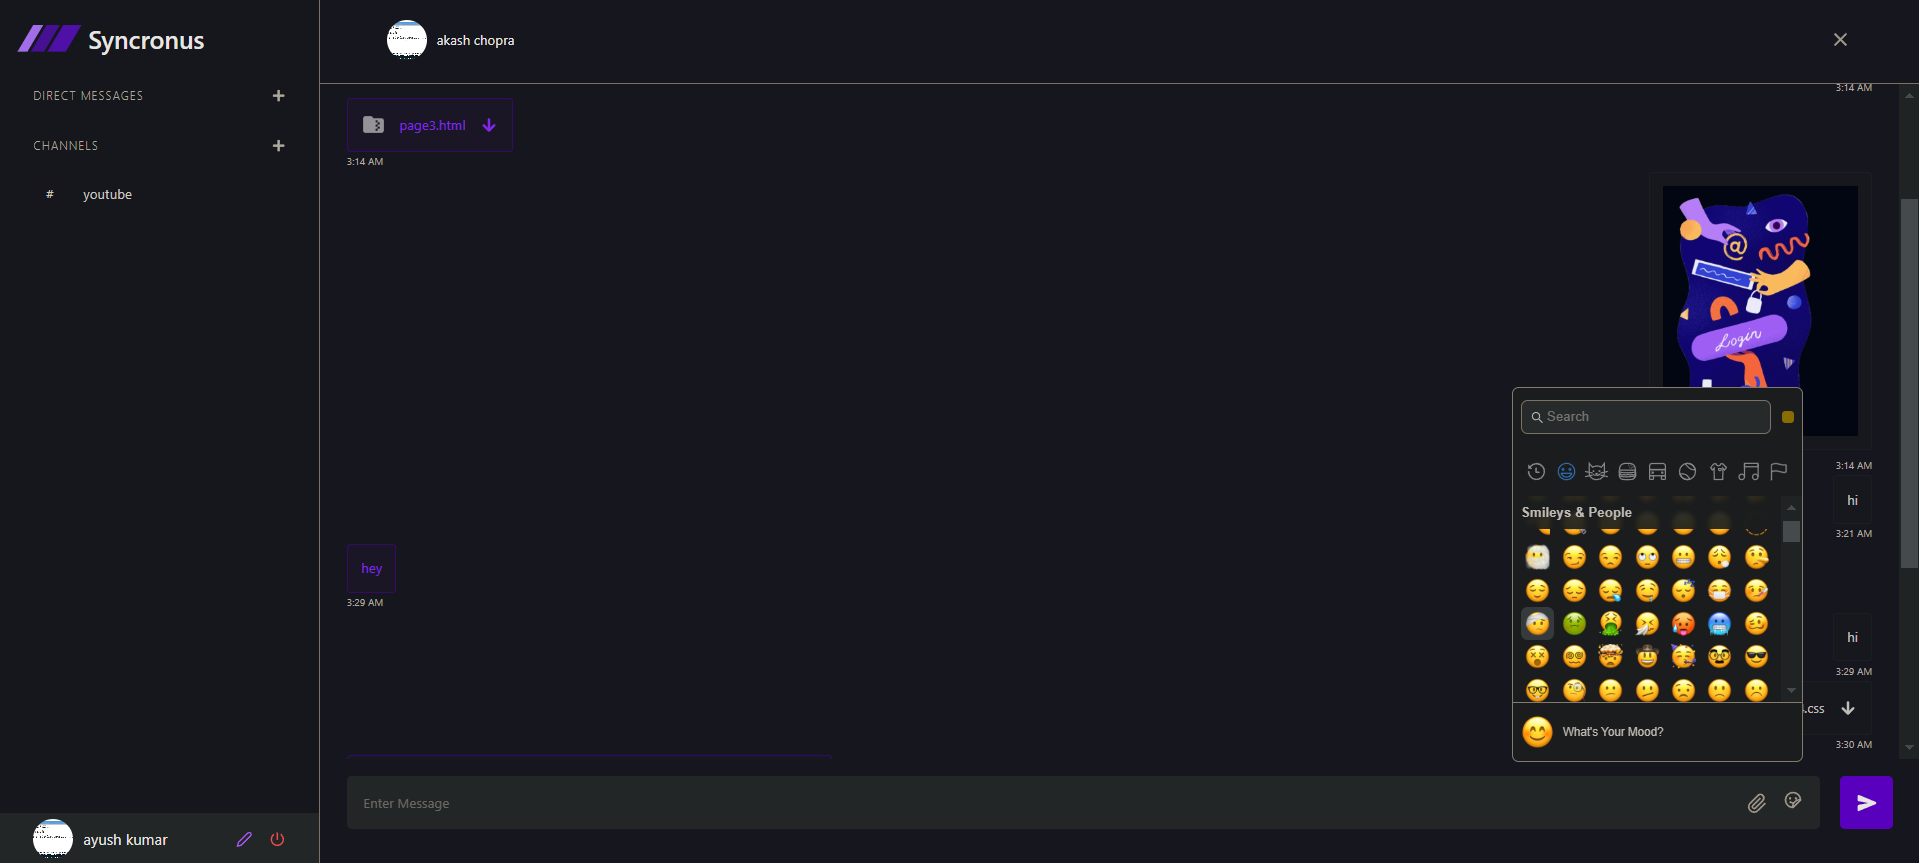 Syncronus
akash chopra
DIRECT MESSAGES
CHANNELS
# youtube
3:14 AM
page3.html
3:14 AM
@
Login
3:14 AM
hi
3:21 AM
hey
3:29 AM
hi
3:29 AM
.css
3:30 AM
Search
Smileys & People
What's Your Mood?
Enter Message
ayush kumar